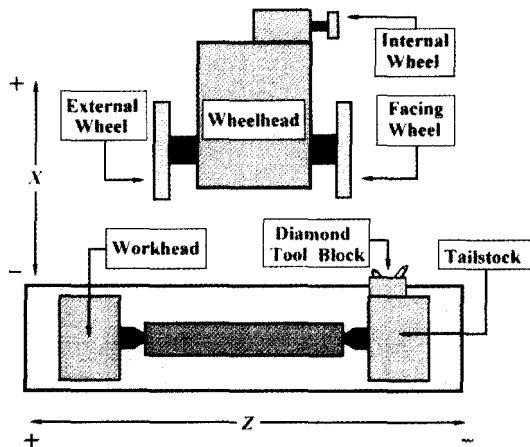 Internal
Wheel
+
External
Wheel
Wheelhead
Facing
Wheel
X
Workhead
Diamond
Tool Block
Tailstock
–
+
Z
~